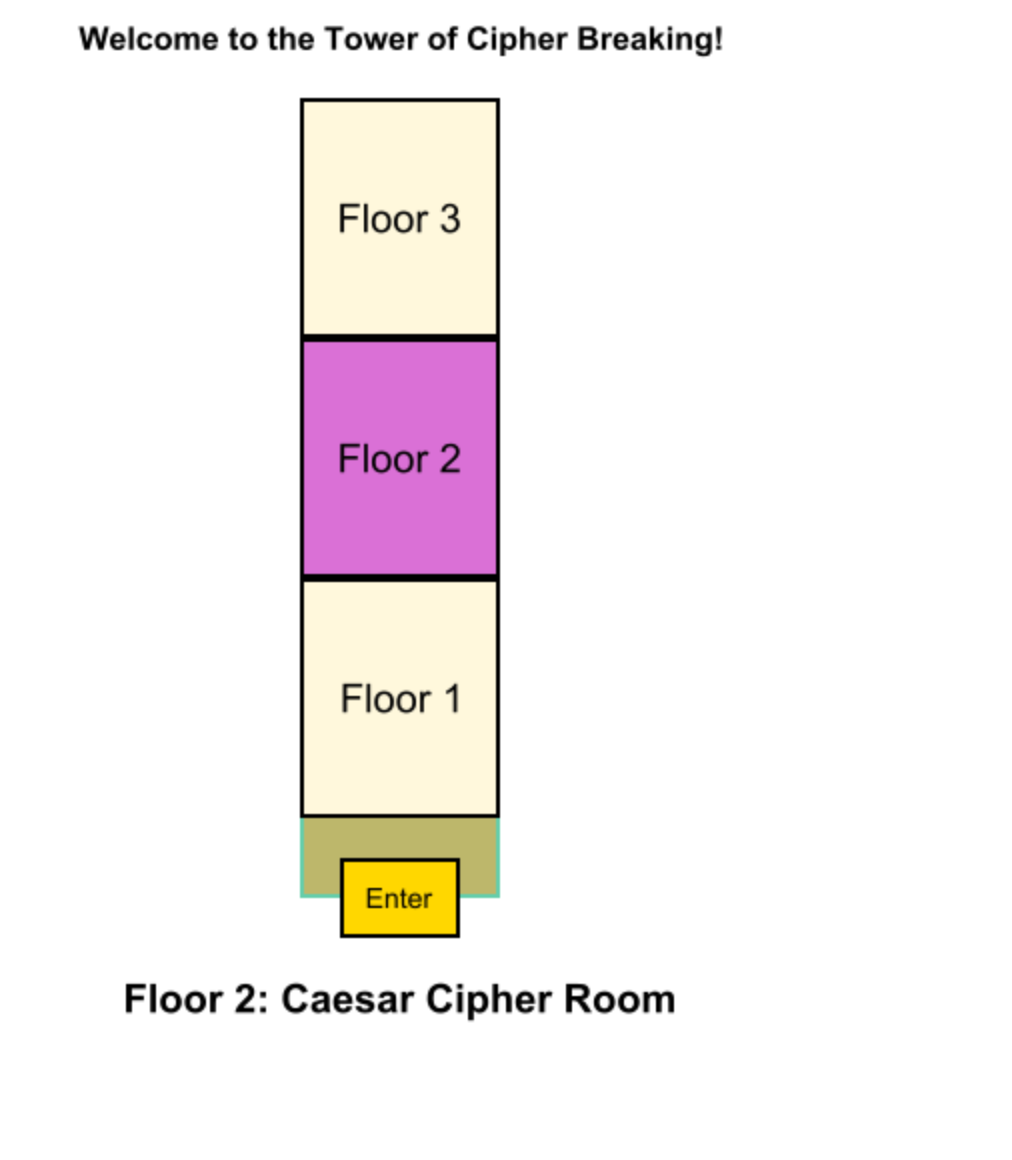 Welcome to the Tower of Cipher Breaking!
Floor 3
Floor 2
Floor 1
Enter
Floor 2: Caesar Cipher Room